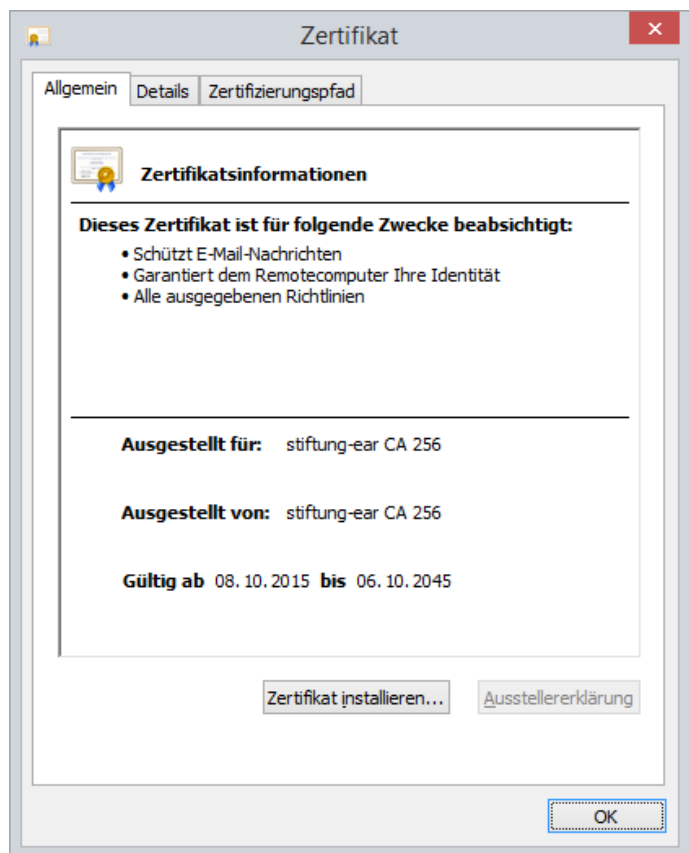 Zertifikat
Allgemein Details Zertifizierungspfad
Zertifikatsinformationen
Dieses Zertifikat ist für folgende Zwecke beabsichtigt:
• Schützt E-Mail-Nachrichten
• Garantiert dem Remotecomputer Ihre Identität
• Alle ausgegebenen Richtlinien
Ausgestellt für: stiftung-ear CA 256
Ausgestellt von: stiftung-ear CA 256
Gültig ab 08. 10. 2015 bis 06. 10. 2045
Zertifikat installieren... Ausstellererklärung
OK